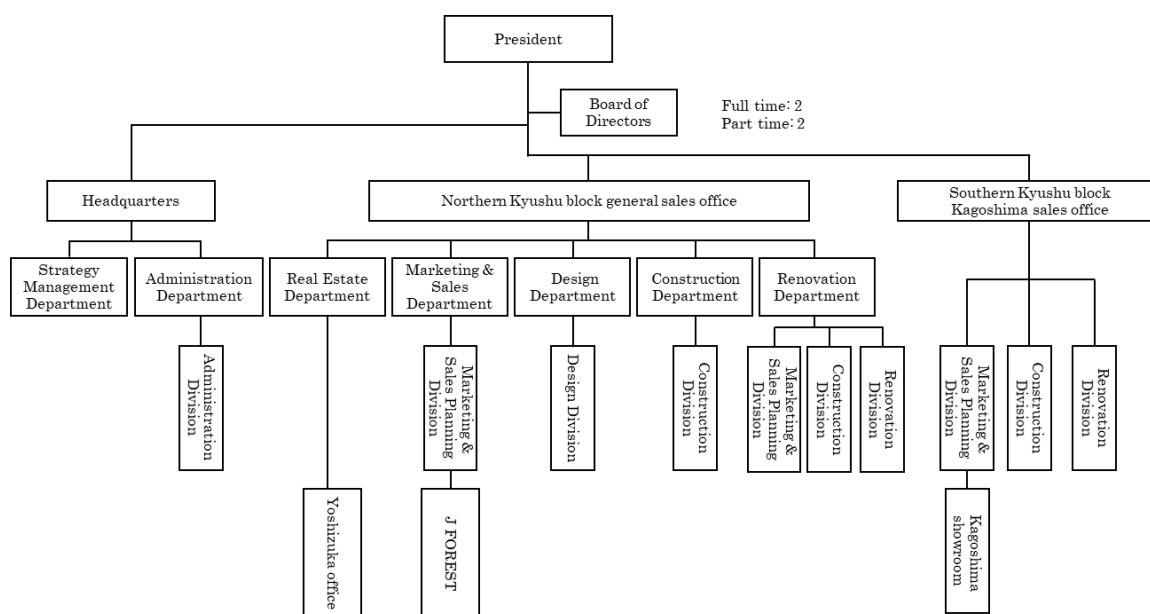 President
Board of
Directors
Full time: 2
Part time: 2
Headquarters
Northern Kyushu block general sales office
Southern Kyushu block
Kagoshima sales office
Strategy
Management
Department
Administration
Department
Real Estate
Department
Marketing &
Sales
Department
Design
Department
Construction
Department
Renovation
Department
Administration
Division
Marketing &
Sales Planning
Division
Design Division
Construction
Division
Marketing &
Sales Planning
Division
Construction
Division
Renovation
Division
Marketing &
Sales Planning
Division
Construction
Division
Renovation
Division
Yoshizuka office
J FOREST
Kagoshima
showroom